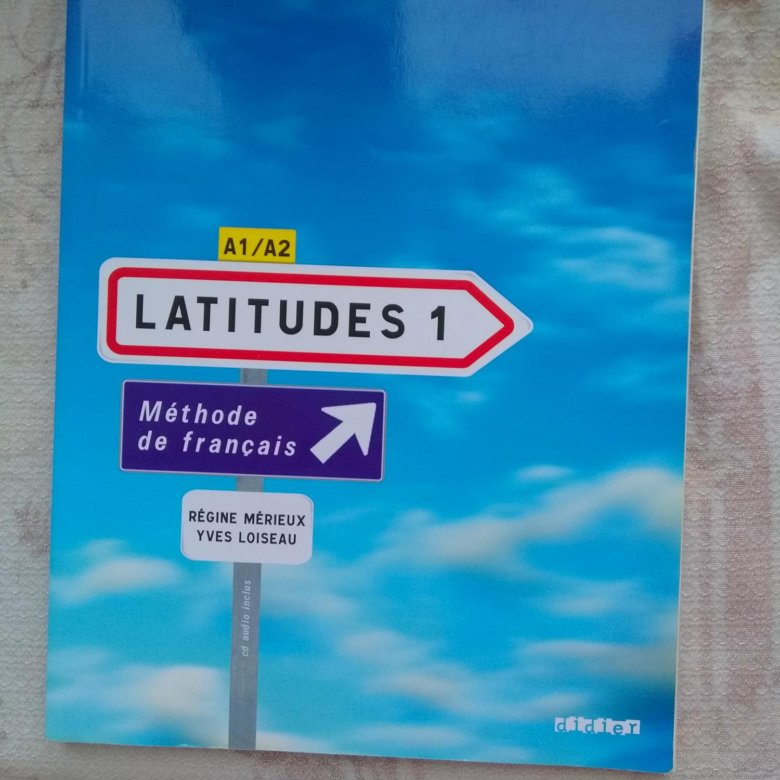 A1/A2
LATITUDES 1
Méthode
de français
RÉGINE MÉRIEUX
YVES LOISEAU
cd audio inclus
didier